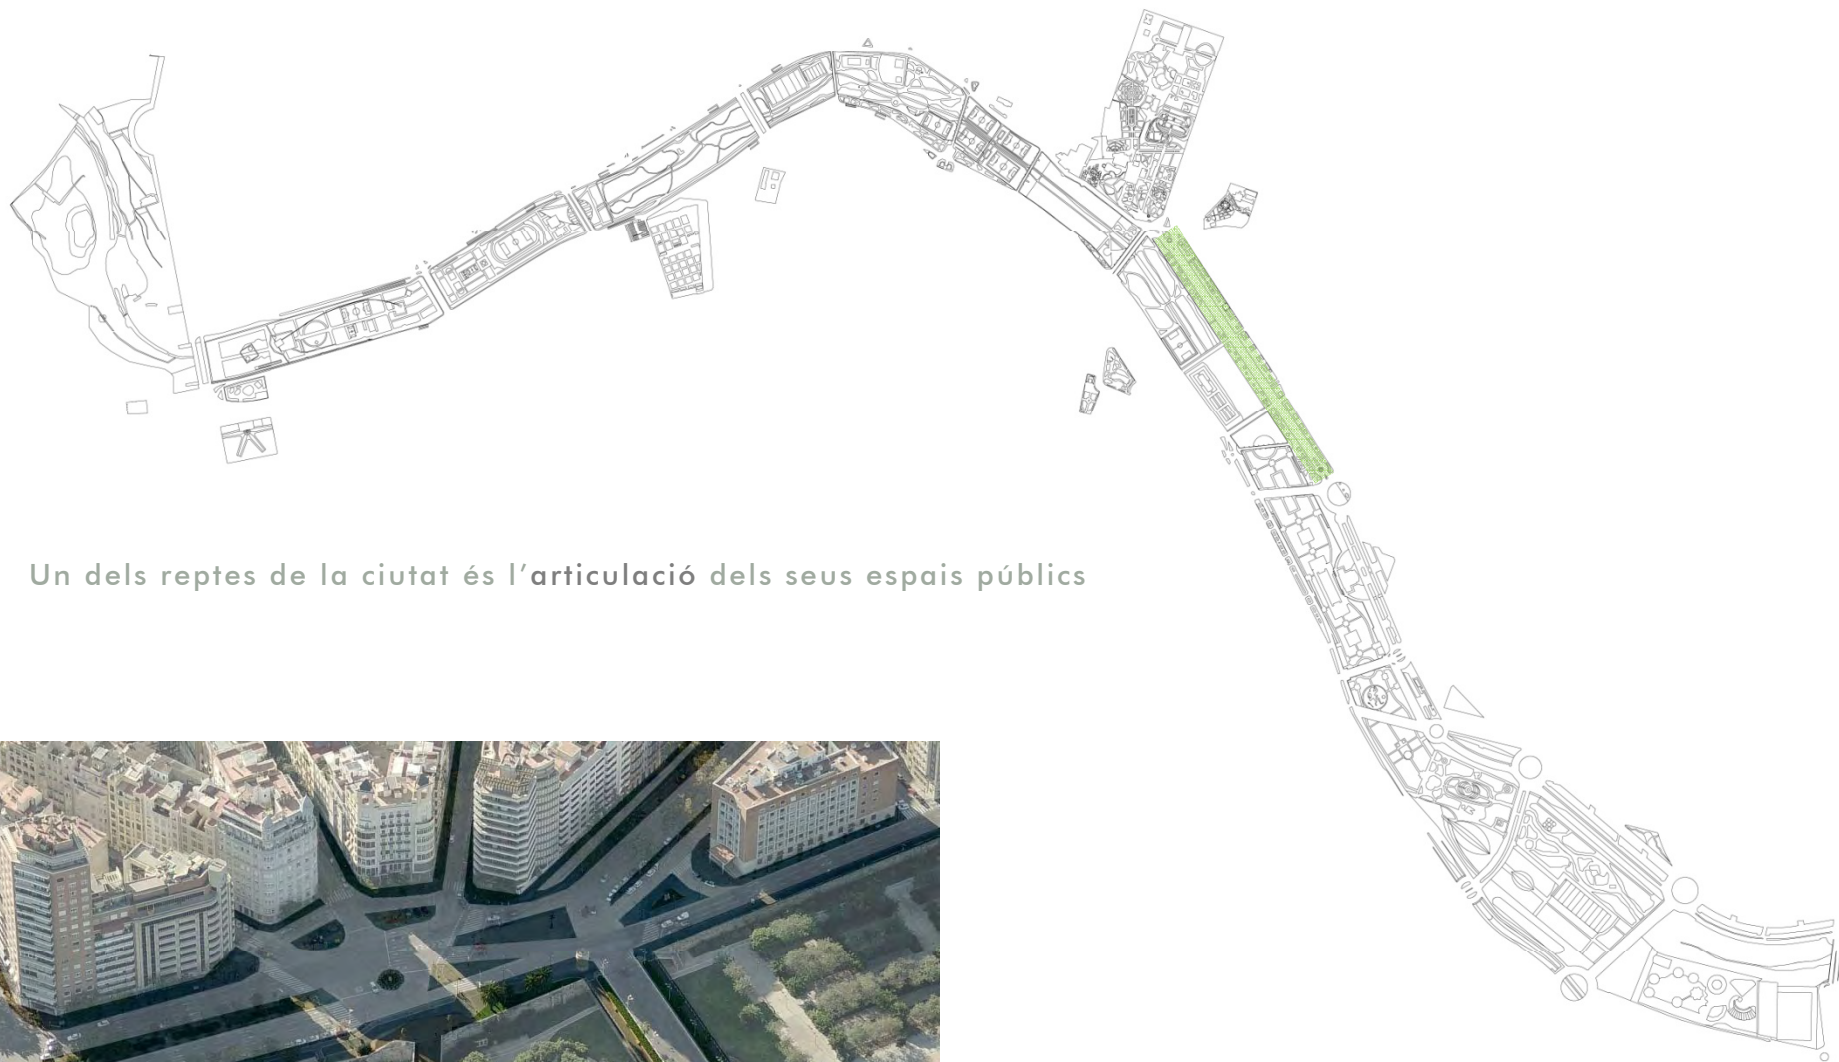 Un dels reptes de la ciutat és l’articulació dels seus espais públics